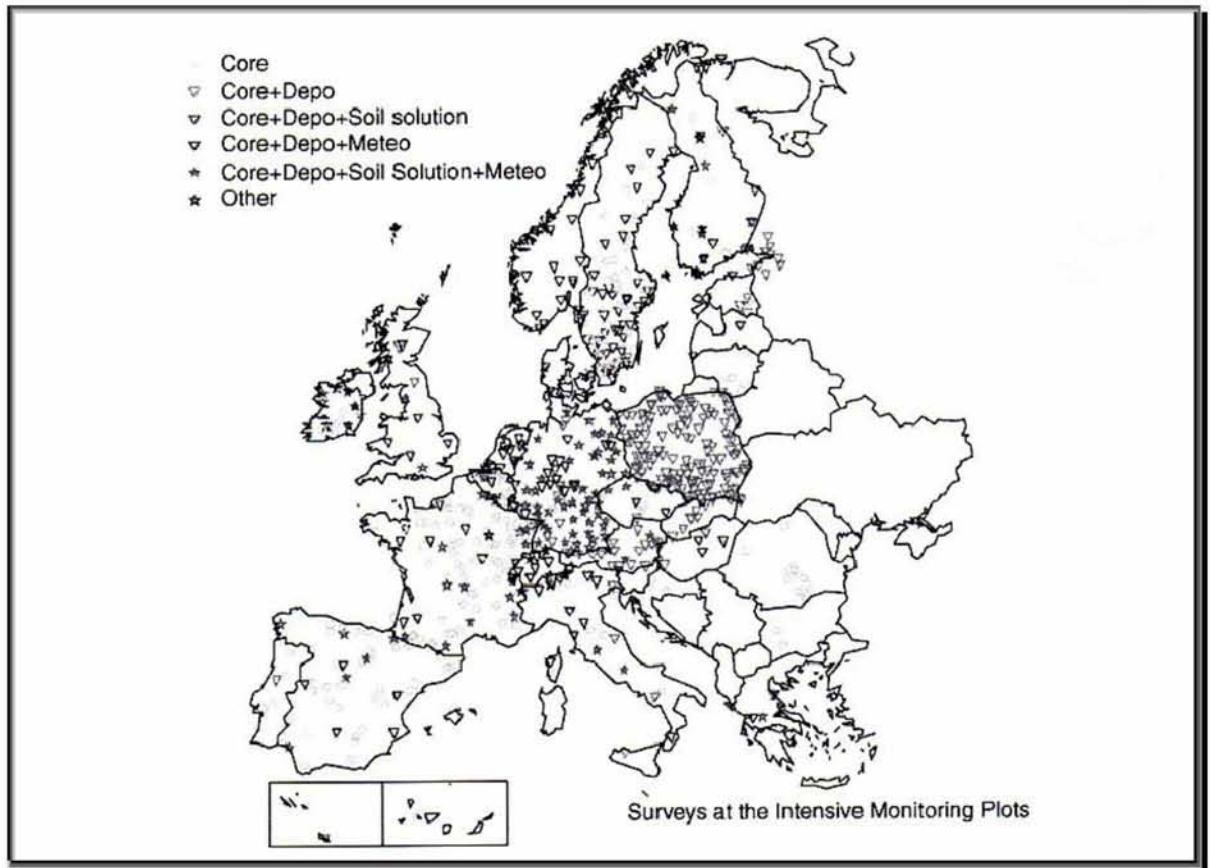 Core
Core+Depo
Core+Depo+Soil solution
Core+Depo+Meteo
Core+Depo+Soil Solution+Meteo
Other
Surveys at the Intensive Monitoring Plots